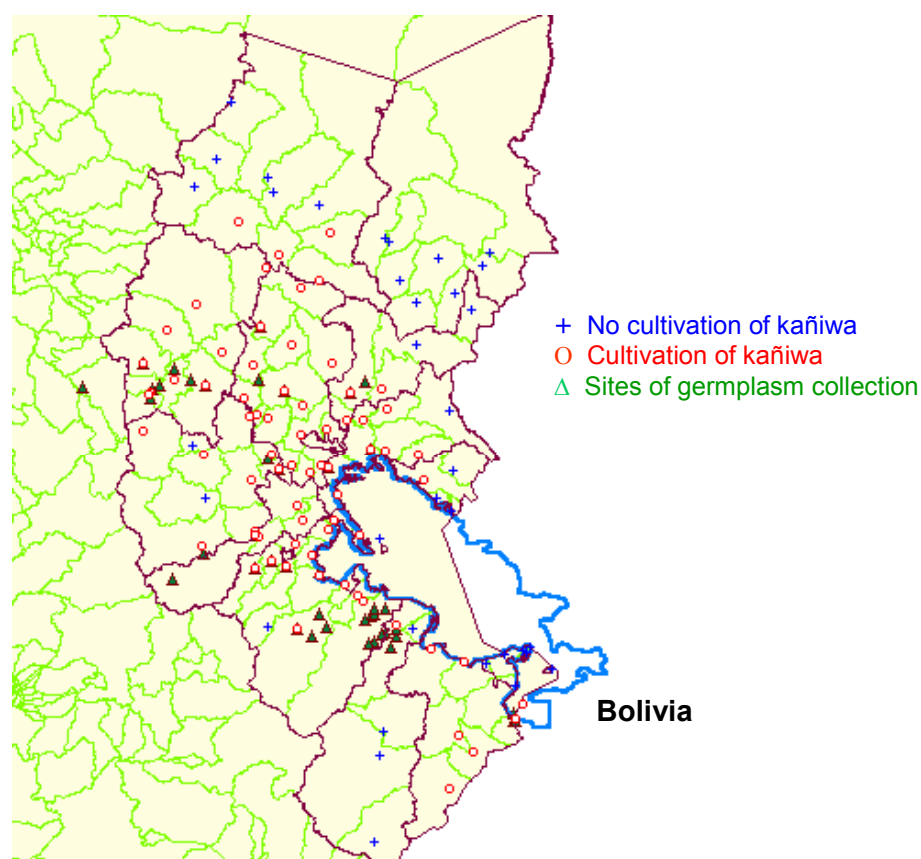 + No cultivation of kañiwa
O Cultivation of kañiwa
Δ Sites of germplasm collection
Bolivia